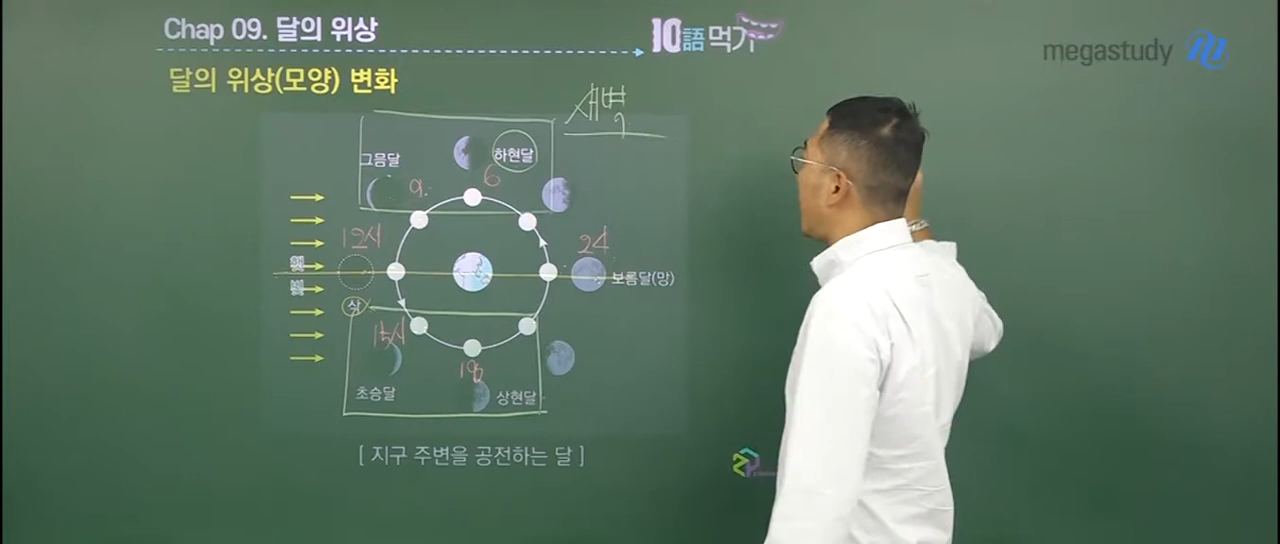 Chap 09. 달의 위상
10語먹기
megastudy
달의 위상(모양) 변화
새벽
그믐달
하현달
9.
6
12시
24
햇빛
보름달(망)
삭
15시
18
초승달
상현달
[ 지구 주변을 공전하는 달 ]